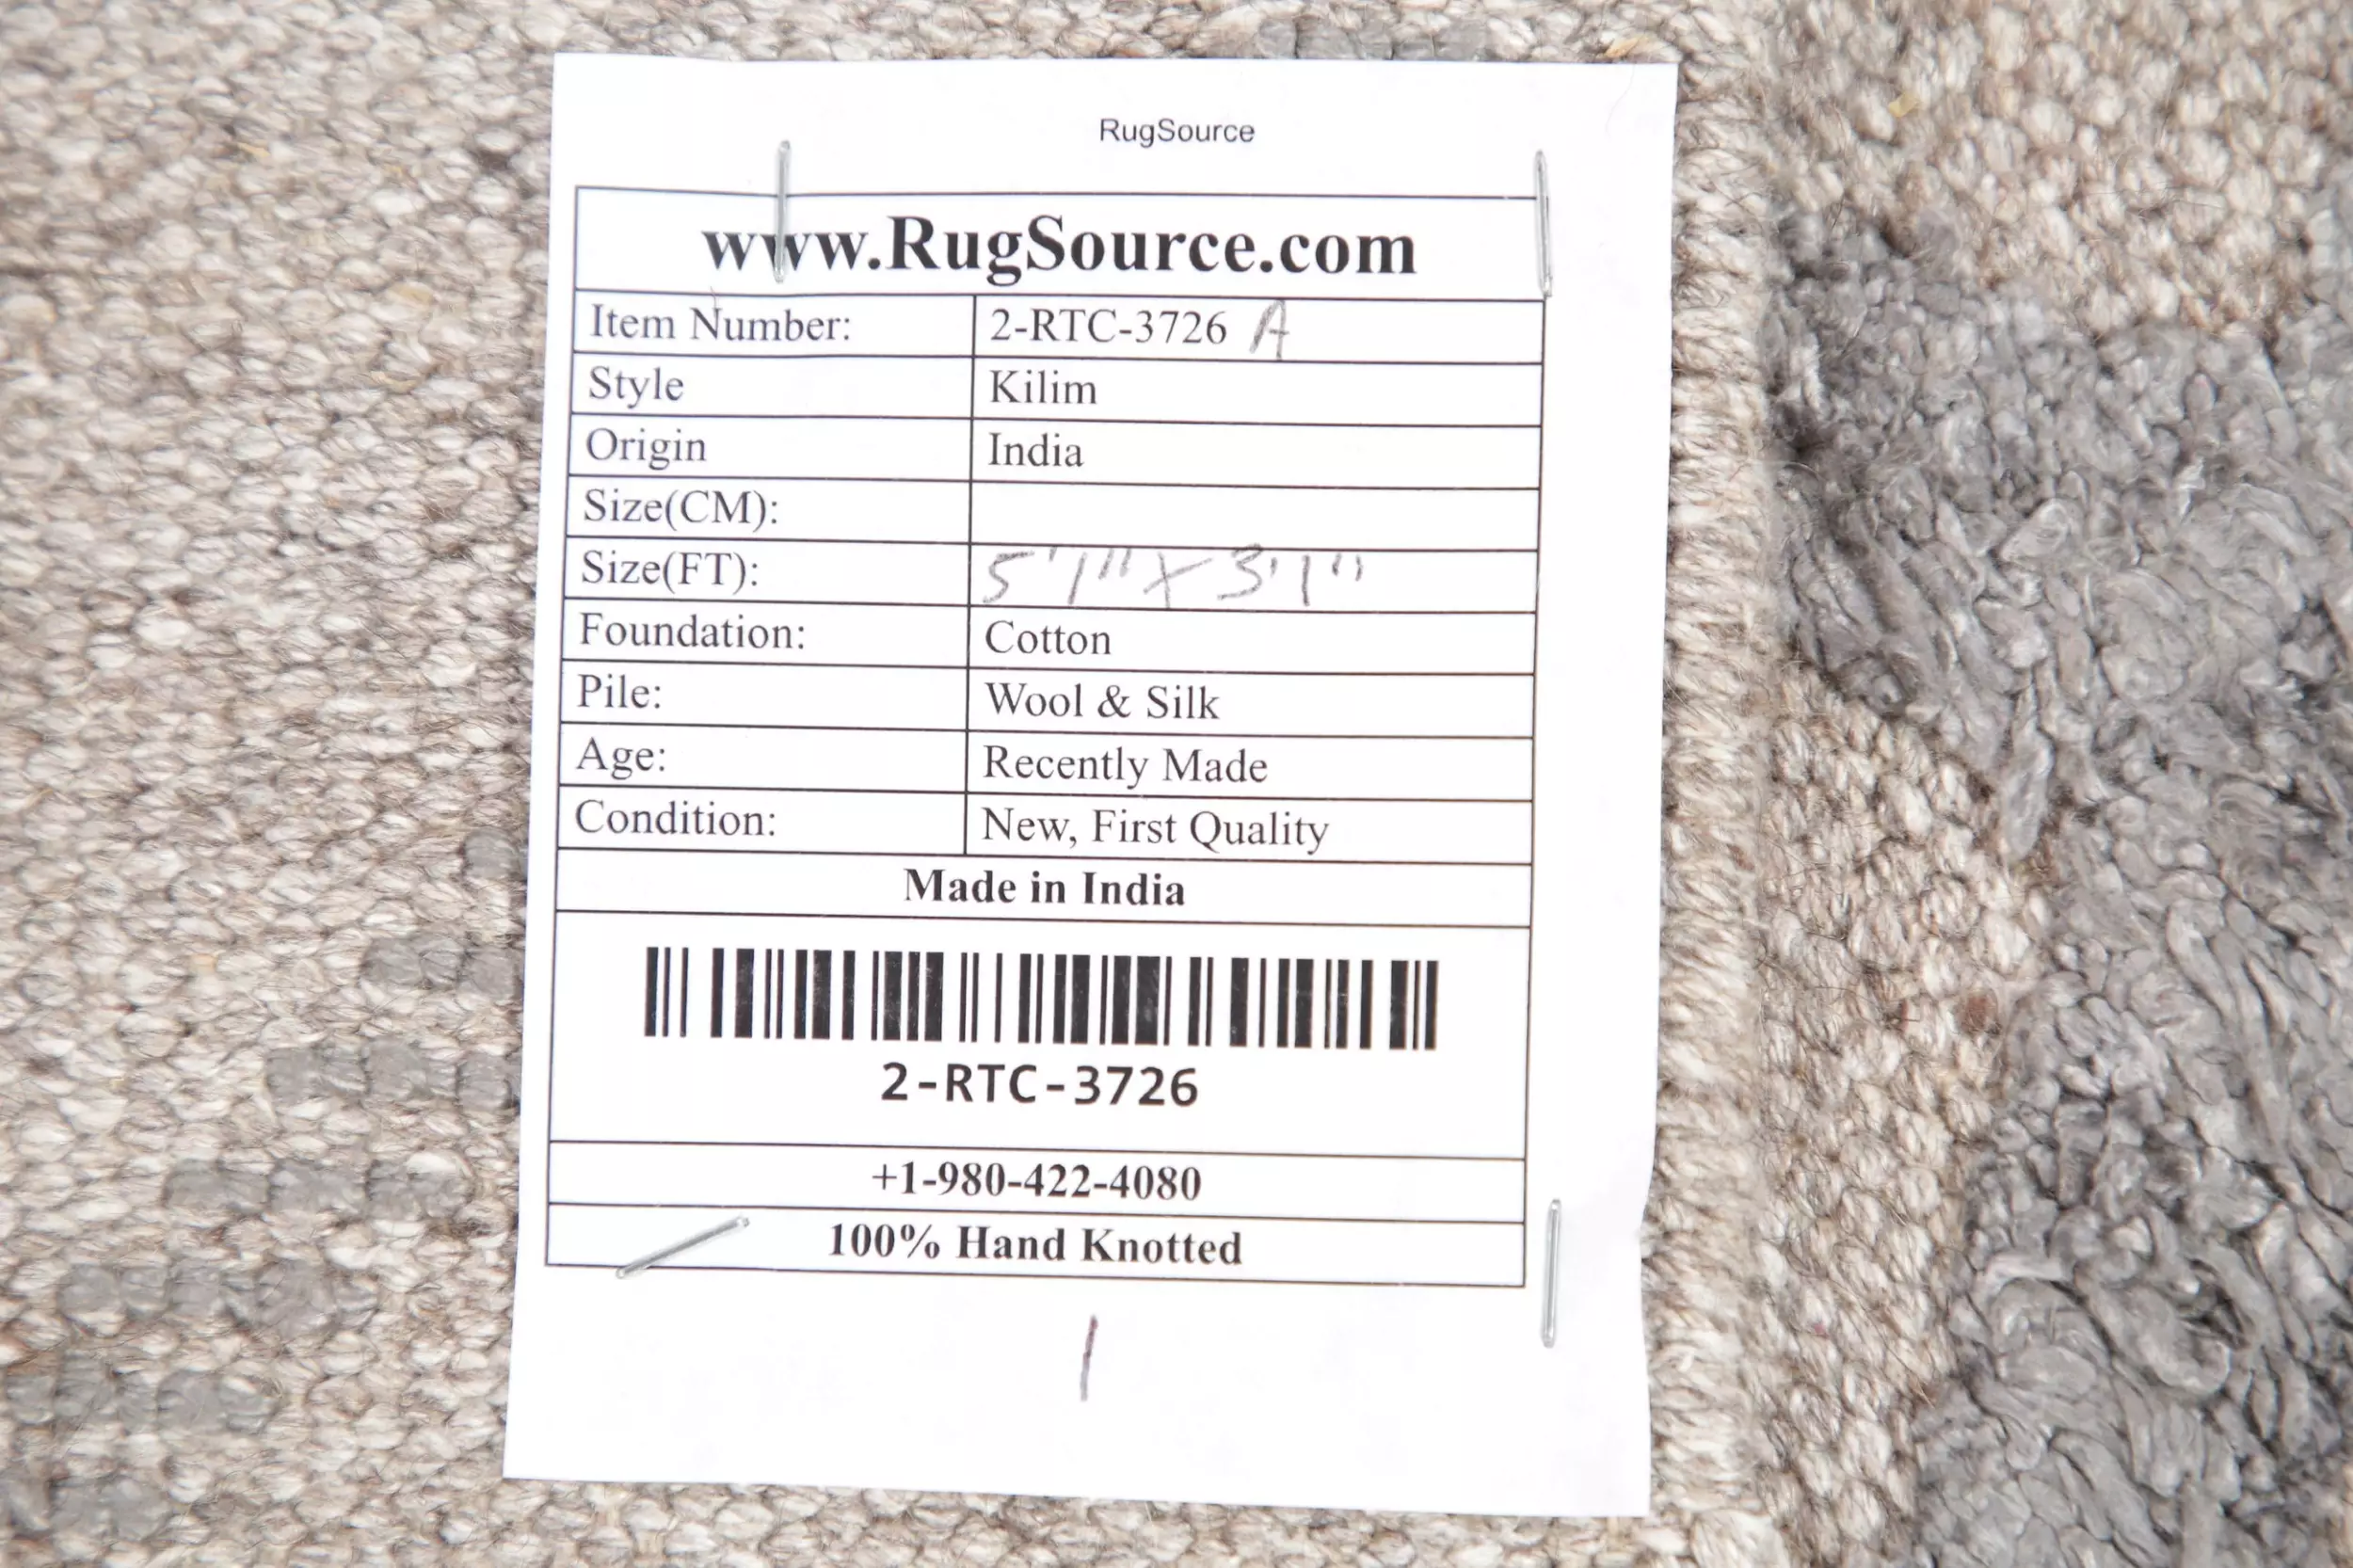 RugSource
www.RugSource.com
Item Number: 2-RTC-3726 A
Style Kilim
Origin India
Size(CM):
Size(FT): 5'1" X 3'1"
Foundation: Cotton
Pile: Wool & Silk
Age: Recently Made
Condition: New, First Quality
Made in India
2-RTC-3726
+1-980-422-4080
100% Hand Knotted
1